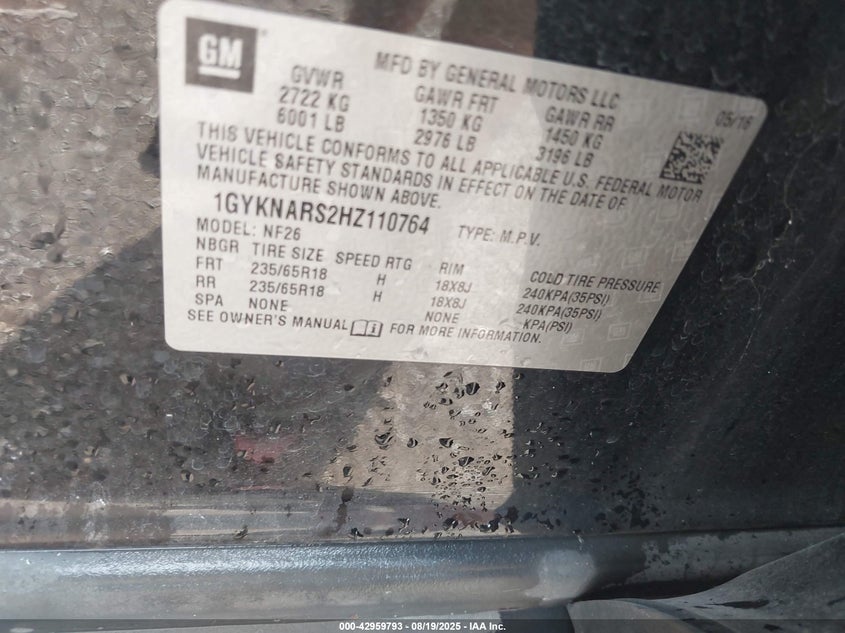 GM
MFD BY GENERAL MOTORS LLC
GVWR GAWR FRT GAWR RR 05/16
2722 KG 1350 KG 1450 KG
6001 LB 2976 LB 3196 LB
THIS VEHICLE CONFORMS TO ALL APPLICABLE U.S. FEDERAL MOTOR
VEHICLE SAFETY STANDARDS IN EFFECT ON THE DATE OF
MANUFACTURE SHOWN ABOVE.
1GYKNARS2HZ110764 TYPE: M.P.V.
MODEL: NF26
NBGR TIRE SIZE SPEED RTG RIM COLD TIRE PRESSURE
FRT 235/65R18 H 18X8J 240KPA(35PSI)
RR 235/65R18 H 18X8J 240KPA(35PSI)
SPA NONE NONE KPA(PSI)
SEE OWNER'S MANUAL FOR MORE INFORMATION.
000-42959793 - 08/19/2025 - IAA Inc.